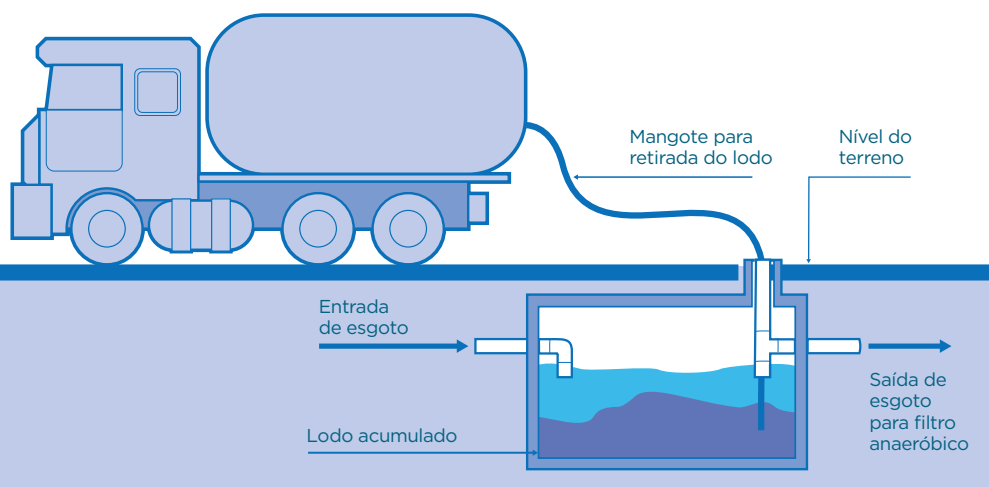 Mangote para
retirada do lodo
Nível do
terreno
Entrada
de esgoto
Saída de
esgoto
para filtro
anaeróbico
Lodo acumulado